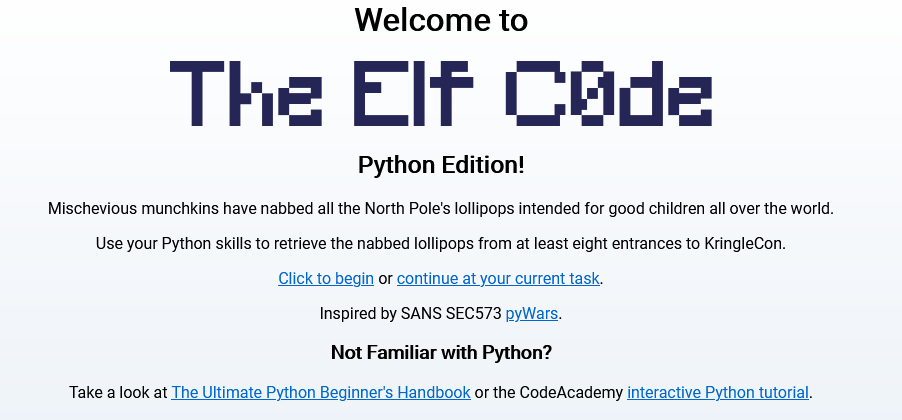 Welcome to
The Elf C0de
Python Edition!
Mischevious munchkins have nabbed all the North Pole's lollipops intended for good children all over the world.
Use your Python skills to retrieve the nabbed lollipops from at least eight entrances to KringleCon.
Click to begin or continue at your current task.
Inspired by SANS SEC573 pyWars.
Not Familiar with Python?
Take a look at The Ultimate Python Beginner's Handbook or the CodeAcademy interactive Python tutorial.